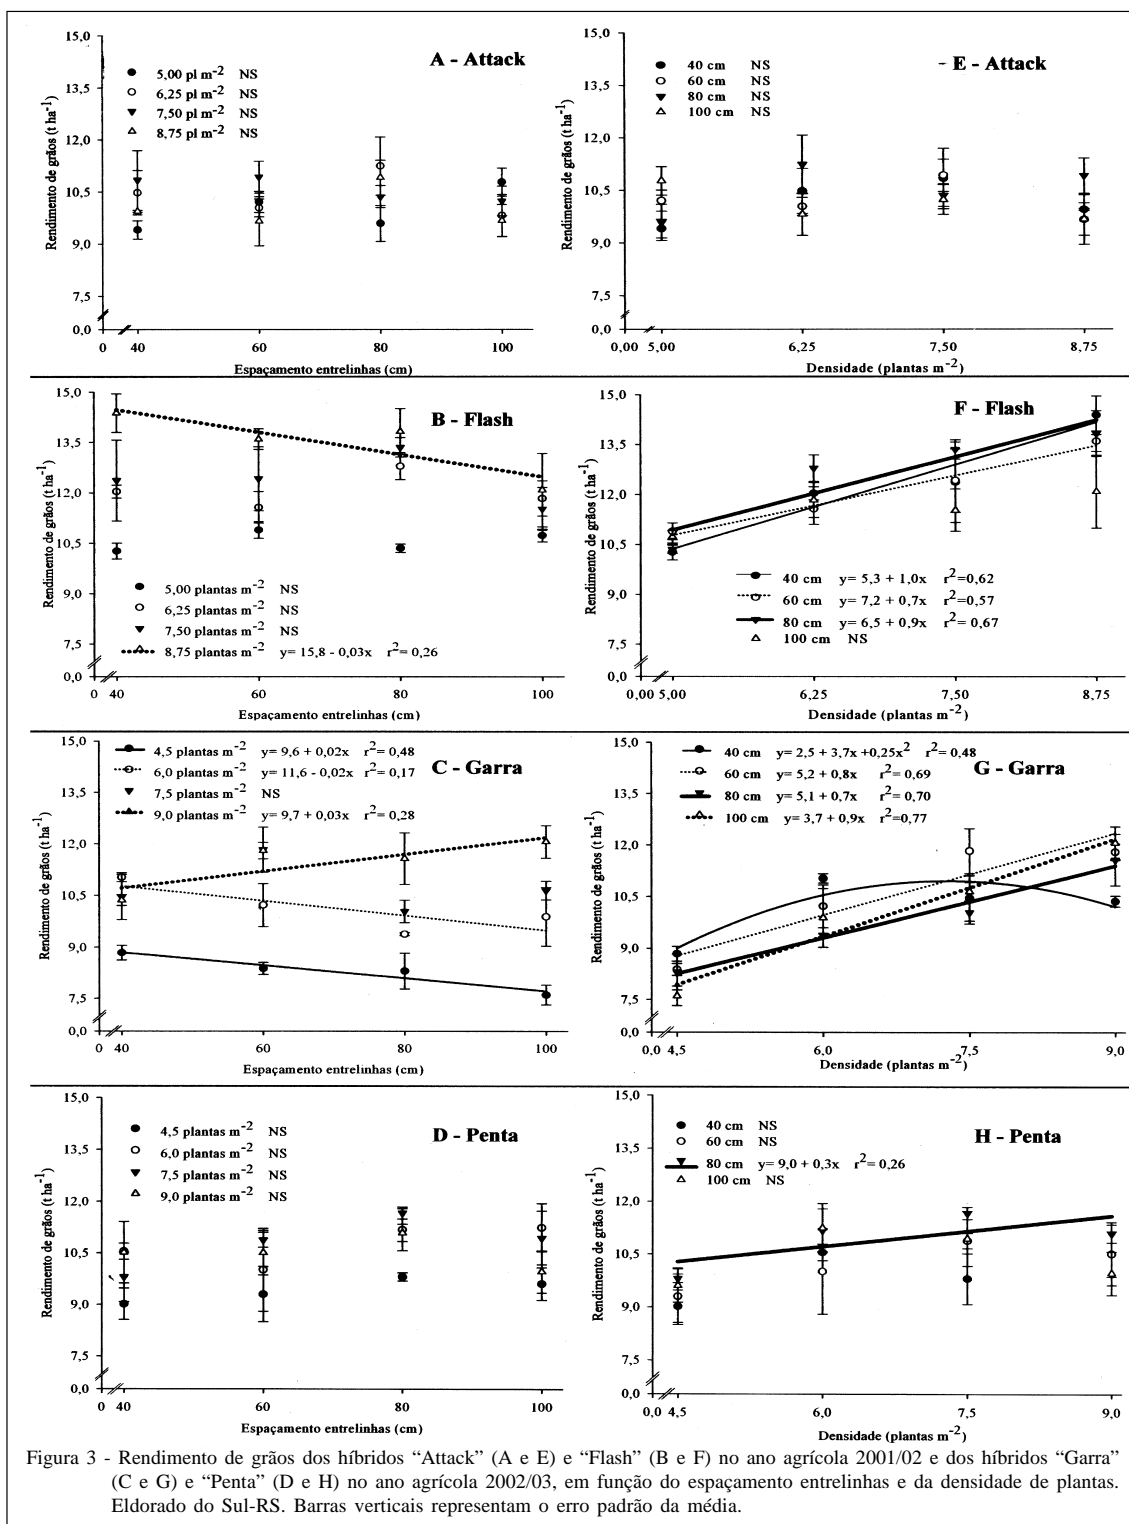 A - Attack
Rendimento de grãos (t ha⁻¹)
15,0
13,5
12,0
10,5
9,0
7,5
0,0
5,00 pl m⁻² NS
6,25 pl m⁻² NS
7,50 pl m⁻² NS
8,75 pl m⁻² NS
0 40 60 80 100
Espaçamento entrelinhas (cm)
E - Attack
Rendimento de grãos (t ha⁻¹)
15,0
13,5
12,0
10,5
9,0
7,5
0,0
40 cm NS
60 cm NS
80 cm NS
100 cm NS
0,00 5,00 6,25 7,50 8,75
Densidade (plantas m⁻²)
B - Flash
Rendimento de grãos (t ha⁻¹)
15,0
13,5
12,0
10,5
9,0
7,5
0,0
5,00 plantas m⁻² NS
6,25 plantas m⁻² NS
7,50 plantas m⁻² NS
8,75 plantas m⁻² y= 15,8 - 0,03x r²= 0,26
0 40 60 80 100
Espaçamento entrelinhas (cm)
F - Flash
Rendimento de grãos (t ha⁻¹)
15,0
13,5
12,0
10,5
9,0
7,5
0,0
40 cm y= 5,3 + 1,0x r²=0,62
60 cm y= 7,2 + 0,7x r²=0,57
80 cm y= 6,5 + 0,9x r²= 0,67
100 cm NS
0,00 5,00 6,25 7,50 8,75
Densidade (plantas m⁻²)
C - Garra
Rendimento de grãos (t ha⁻¹)
15,0
13,5
12,0
10,5
9,0
7,5
0,0
4,5 plantas m⁻² y= 9,6 + 0,02x r²= 0,48
6,0 plantas m⁻² y= 11,6 - 0,02x r²= 0,17
7,5 plantas m⁻² NS
9,0 plantas m⁻² y= 9,7 + 0,03x r²= 0,28
0 40 60 80 100
Espaçamento entrelinhas (cm)
G - Garra
Rendimento de grãos (t ha⁻¹)
15,0
13,5
12,0
10,5
9,0
7,5
0,0
40 cm y= 2,5 + 3,7x +0,25x² r²= 0,48
60 cm y= 5,2 + 0,8x r²= 0,69
80 cm y= 5,1 + 0,7x r²= 0,70
100 cm y= 3,7 + 0,9x r²=0,77
0,0 4,5 6,0 7,5 9,0
Densidade (plantas m⁻²)
D - Penta
Rendimento de grãos (t ha⁻¹)
15,0
13,5
12,0
10,5
9,0
7,5
0,0
4,5 plantas m⁻² NS
6,0 plantas m⁻² NS
7,5 plantas m⁻² NS
9,0 plantas m⁻² NS
0 40 60 80 100
Espaçamento entrelinhas (cm)
H - Penta
Rendimento de grãos (t ha⁻¹)
15,0
13,5
12,0
10,5
9,0
7,5
0,0
40 cm NS
60 cm NS
80 cm y= 9,0 + 0,3x r²= 0,26
100 cm NS
0,0 4,5 6,0 7,5 9,0
Densidade (plantas m⁻²)
Figura 3 - Rendimento de grãos dos híbridos “Attack” (A e E) e “Flash” (B e F) no ano agrícola 2001/02 e dos híbridos “Garra”
(C e G) e “Penta” (D e H) no ano agrícola 2002/03, em função do espaçamento entrelinhas e da densidade de plantas.
Eldorado do Sul-RS. Barras verticais representam o erro padrão da média.